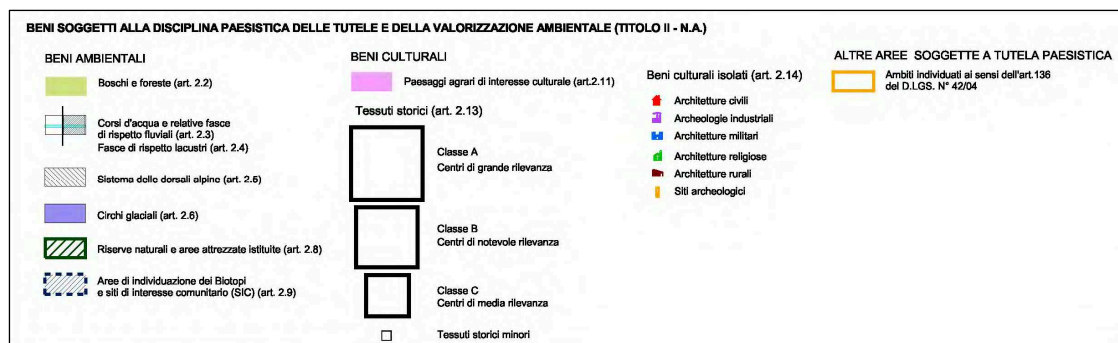 BENI SOGGETTI ALLA DISCIPLINA PAESISTICA DELLE TUTELE E DELLA VALORIZZAZIONE AMBIENTALE (TITOLO II - N.A.)
BENI AMBIENTALI
Boschi e foreste (art. 2.2)
Corsi d'acqua e relative fasce
di rispetto fluviali (art. 2.3)
Fasce di rispetto lacustri (art. 2.4)
Sistema delle dorsali alpine (art. 2.5)
Circhi glaciali (art. 2.6)
Riserve naturali e aree attrezzate istituite (art. 2.8)
Aree di individuazione dei Biotopi
e siti di interesse comunitario (SIC) (art. 2.9)
BENI CULTURALI
Paesaggi agrari di interesse culturale (art.2.11)
Tessuti storici (art. 2.13)
Classe A
Centri di grande rilevanza
Classe B
Centri di notevole rilevanza
Classe C
Centri di media rilevanza
Tessuti storici minori
Beni culturali isolati (art. 2.14)
Architetture civili
Archeologie industriali
Architetture militari
Architetture religiose
Architetture rurali
Siti archeologici
ALTRE AREE SOGGETTE A TUTELA PAESISTICA
Ambiti individuati ai sensi dell'art.136
del D.LGS. N° 42/04